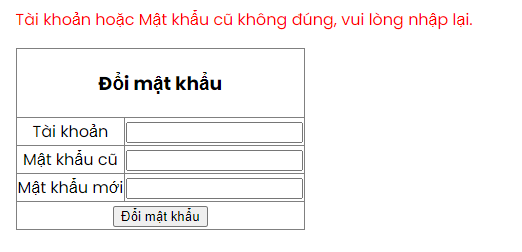 Tài khoản hoặc Mật khẩu cũ không đúng, vui lòng nhập lại.
Đổi mật khẩu
Tài khoản
Mật khẩu cũ
Mật khẩu mới
Đổi mật khẩu